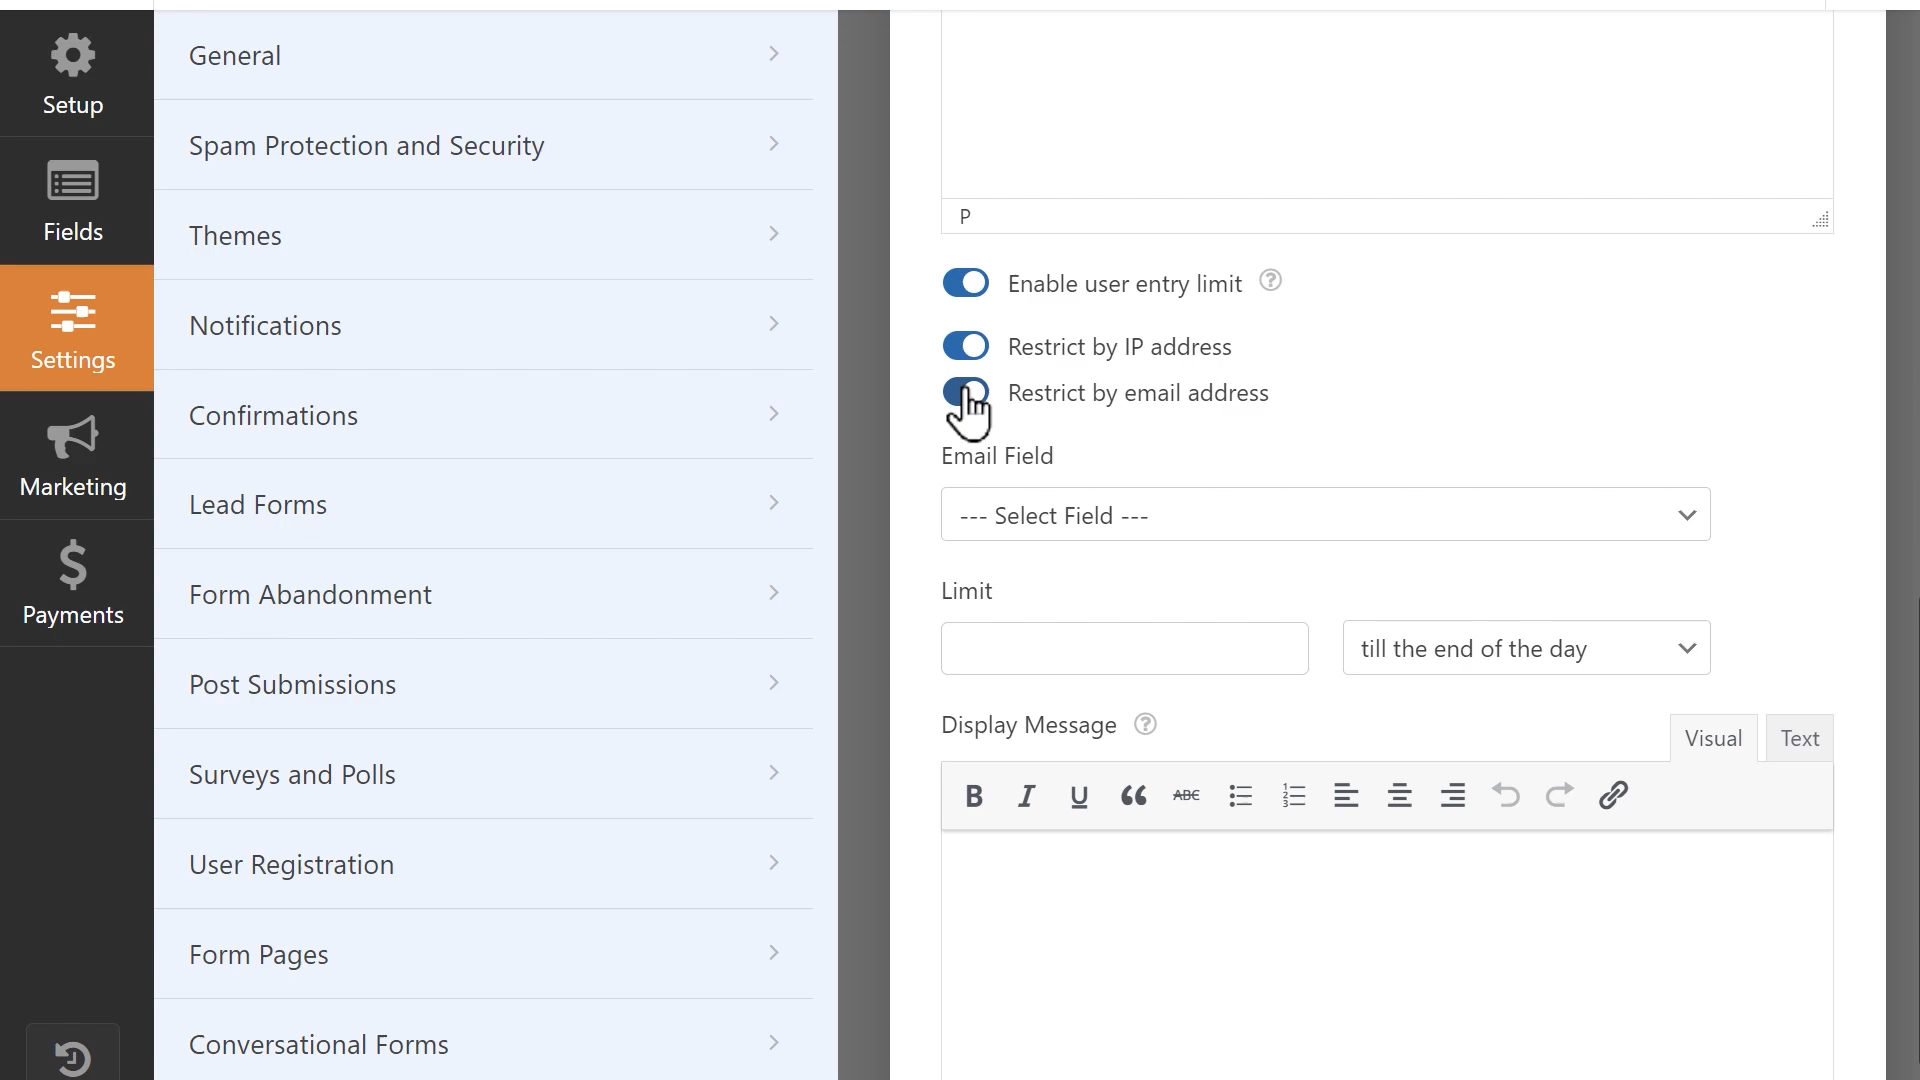 Setup
Fields
Settings
Marketing
Payments
General
Spam Protection and Security
Themes
Notifications
Confirmations
Lead Forms
Form Abandonment
Post Submissions
Surveys and Polls
User Registration
Form Pages
Conversational Forms
P
Enable user entry limit ?
Restrict by IP address
Restrict by email address
Email Field
--- Select Field ---
Limit
till the end of the day
Display Message ?
Visual Text
B I U ABC